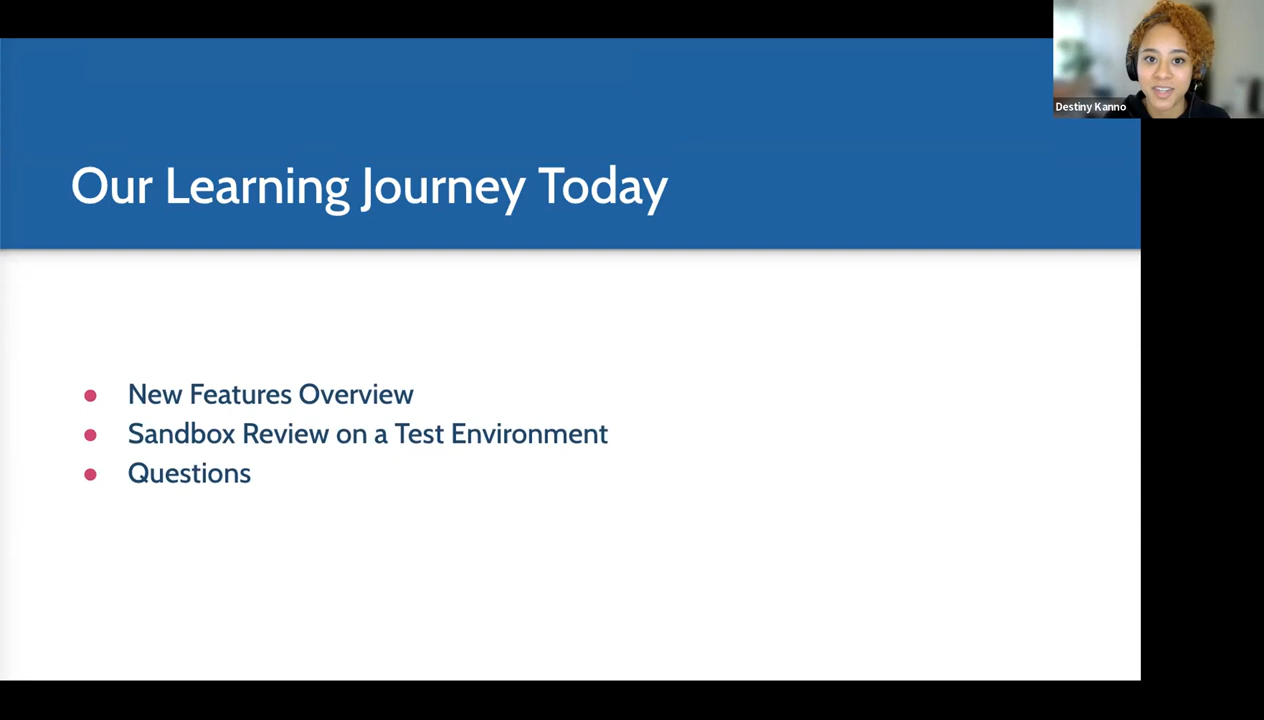 Destiny Kanno
Our Learning Journey Today
New Features Overview
Sandbox Review on a Test Environment
Questions